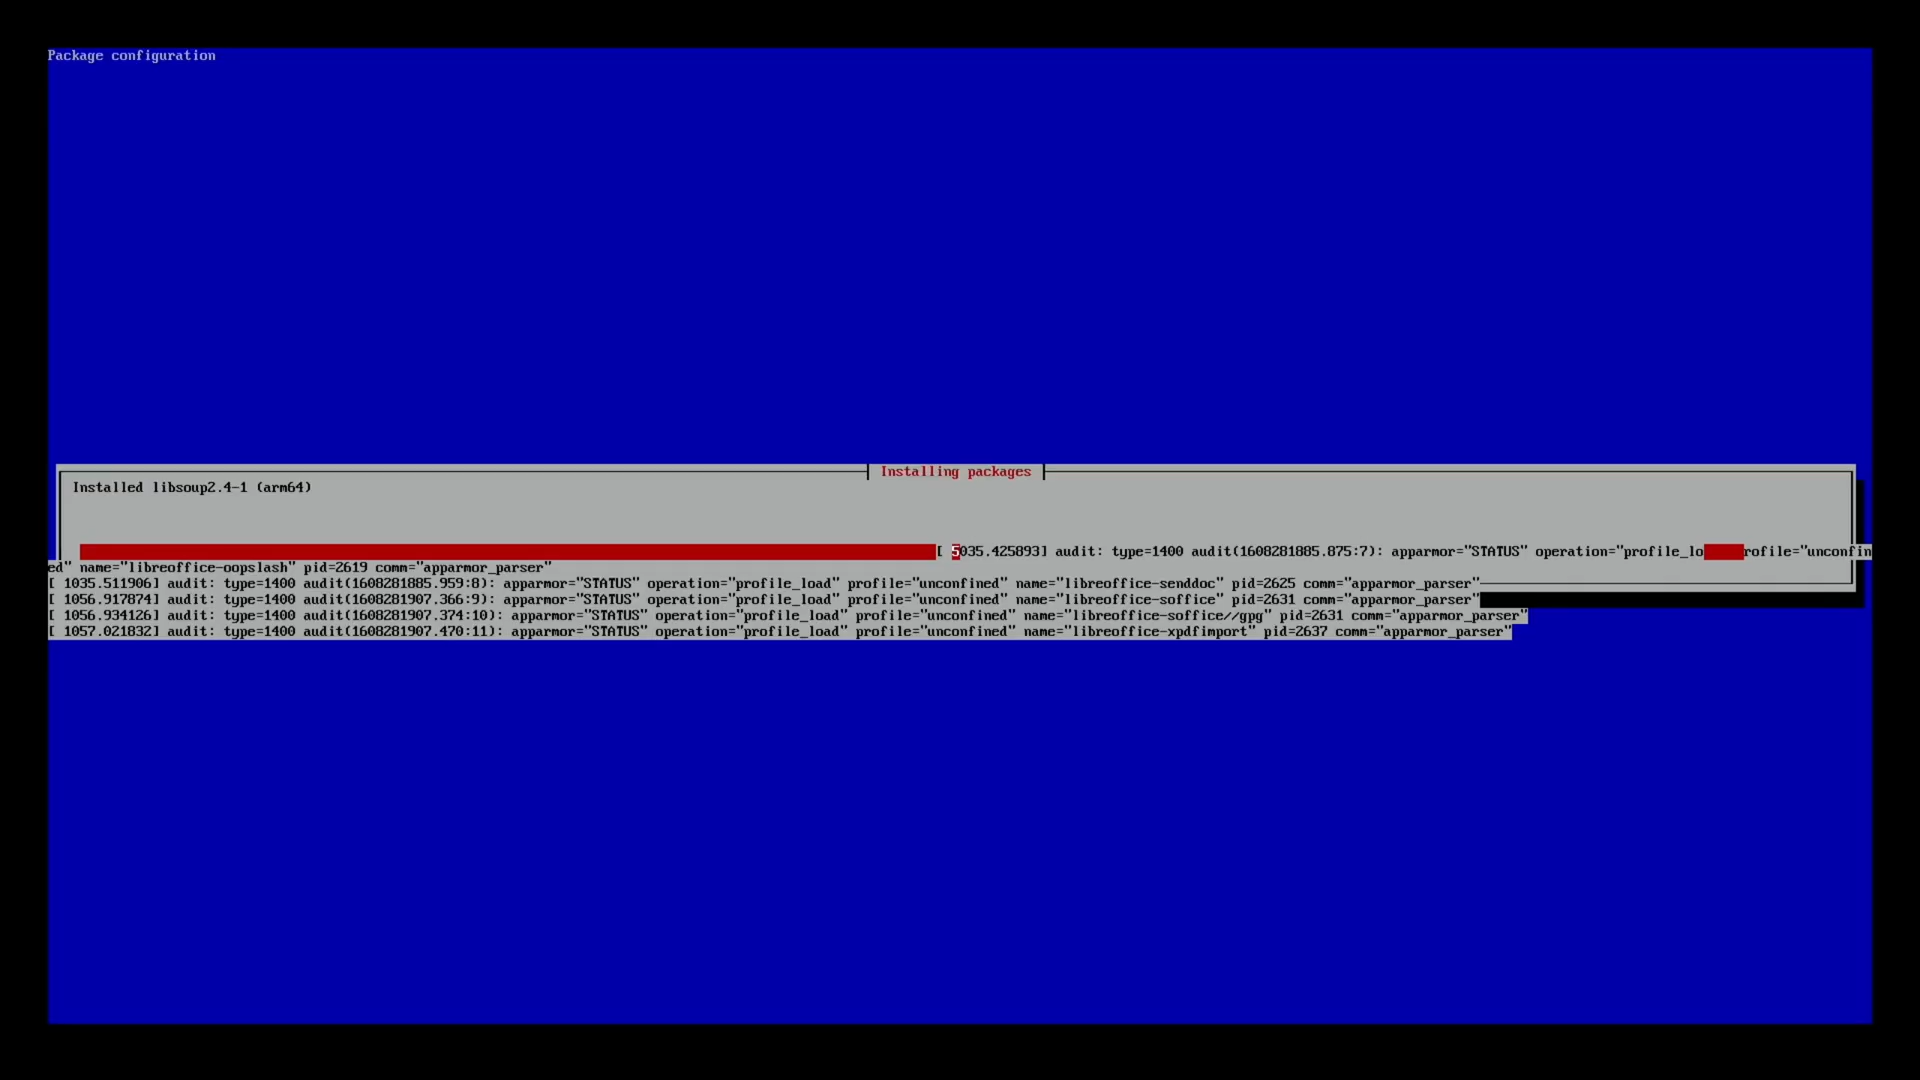 Package configuration
Installing packages
Installed libsoup2.4-1 (arm64)
[ 5035.425893] audit: type=1400 audit(1608281885.875:7): apparmor="STATUS" operation="profile_lo rofile="unconfin
ed" name="libreoffice-oopslash" pid=2619 comm="apparmor_parser"
[ 1035.511906] audit: type=1400 audit(1608281885.959:8): apparmor="STATUS" operation="profile_load" profile="unconfined" name="libreoffice-senddoc" pid=2625 comm="apparmor_parser"
[ 1056.917874] audit: type=1400 audit(1608281907.366:9): apparmor="STATUS" operation="profile_load" profile="unconfined" name="libreoffice-soffice" pid=2631 comm="apparmor_parser"
[ 1056.934126] audit: type=1400 audit(1608281907.374:10): apparmor="STATUS" operation="profile_load" profile="unconfined" name="libreoffice-soffice//gpg" pid=2631 comm="apparmor_parser"
[ 1057.021832] audit: type=1400 audit(1608281907.470:11): apparmor="STATUS" operation="profile_load" profile="unconfined" name="libreoffice-xpdfimport" pid=2637 comm="apparmor_parser"